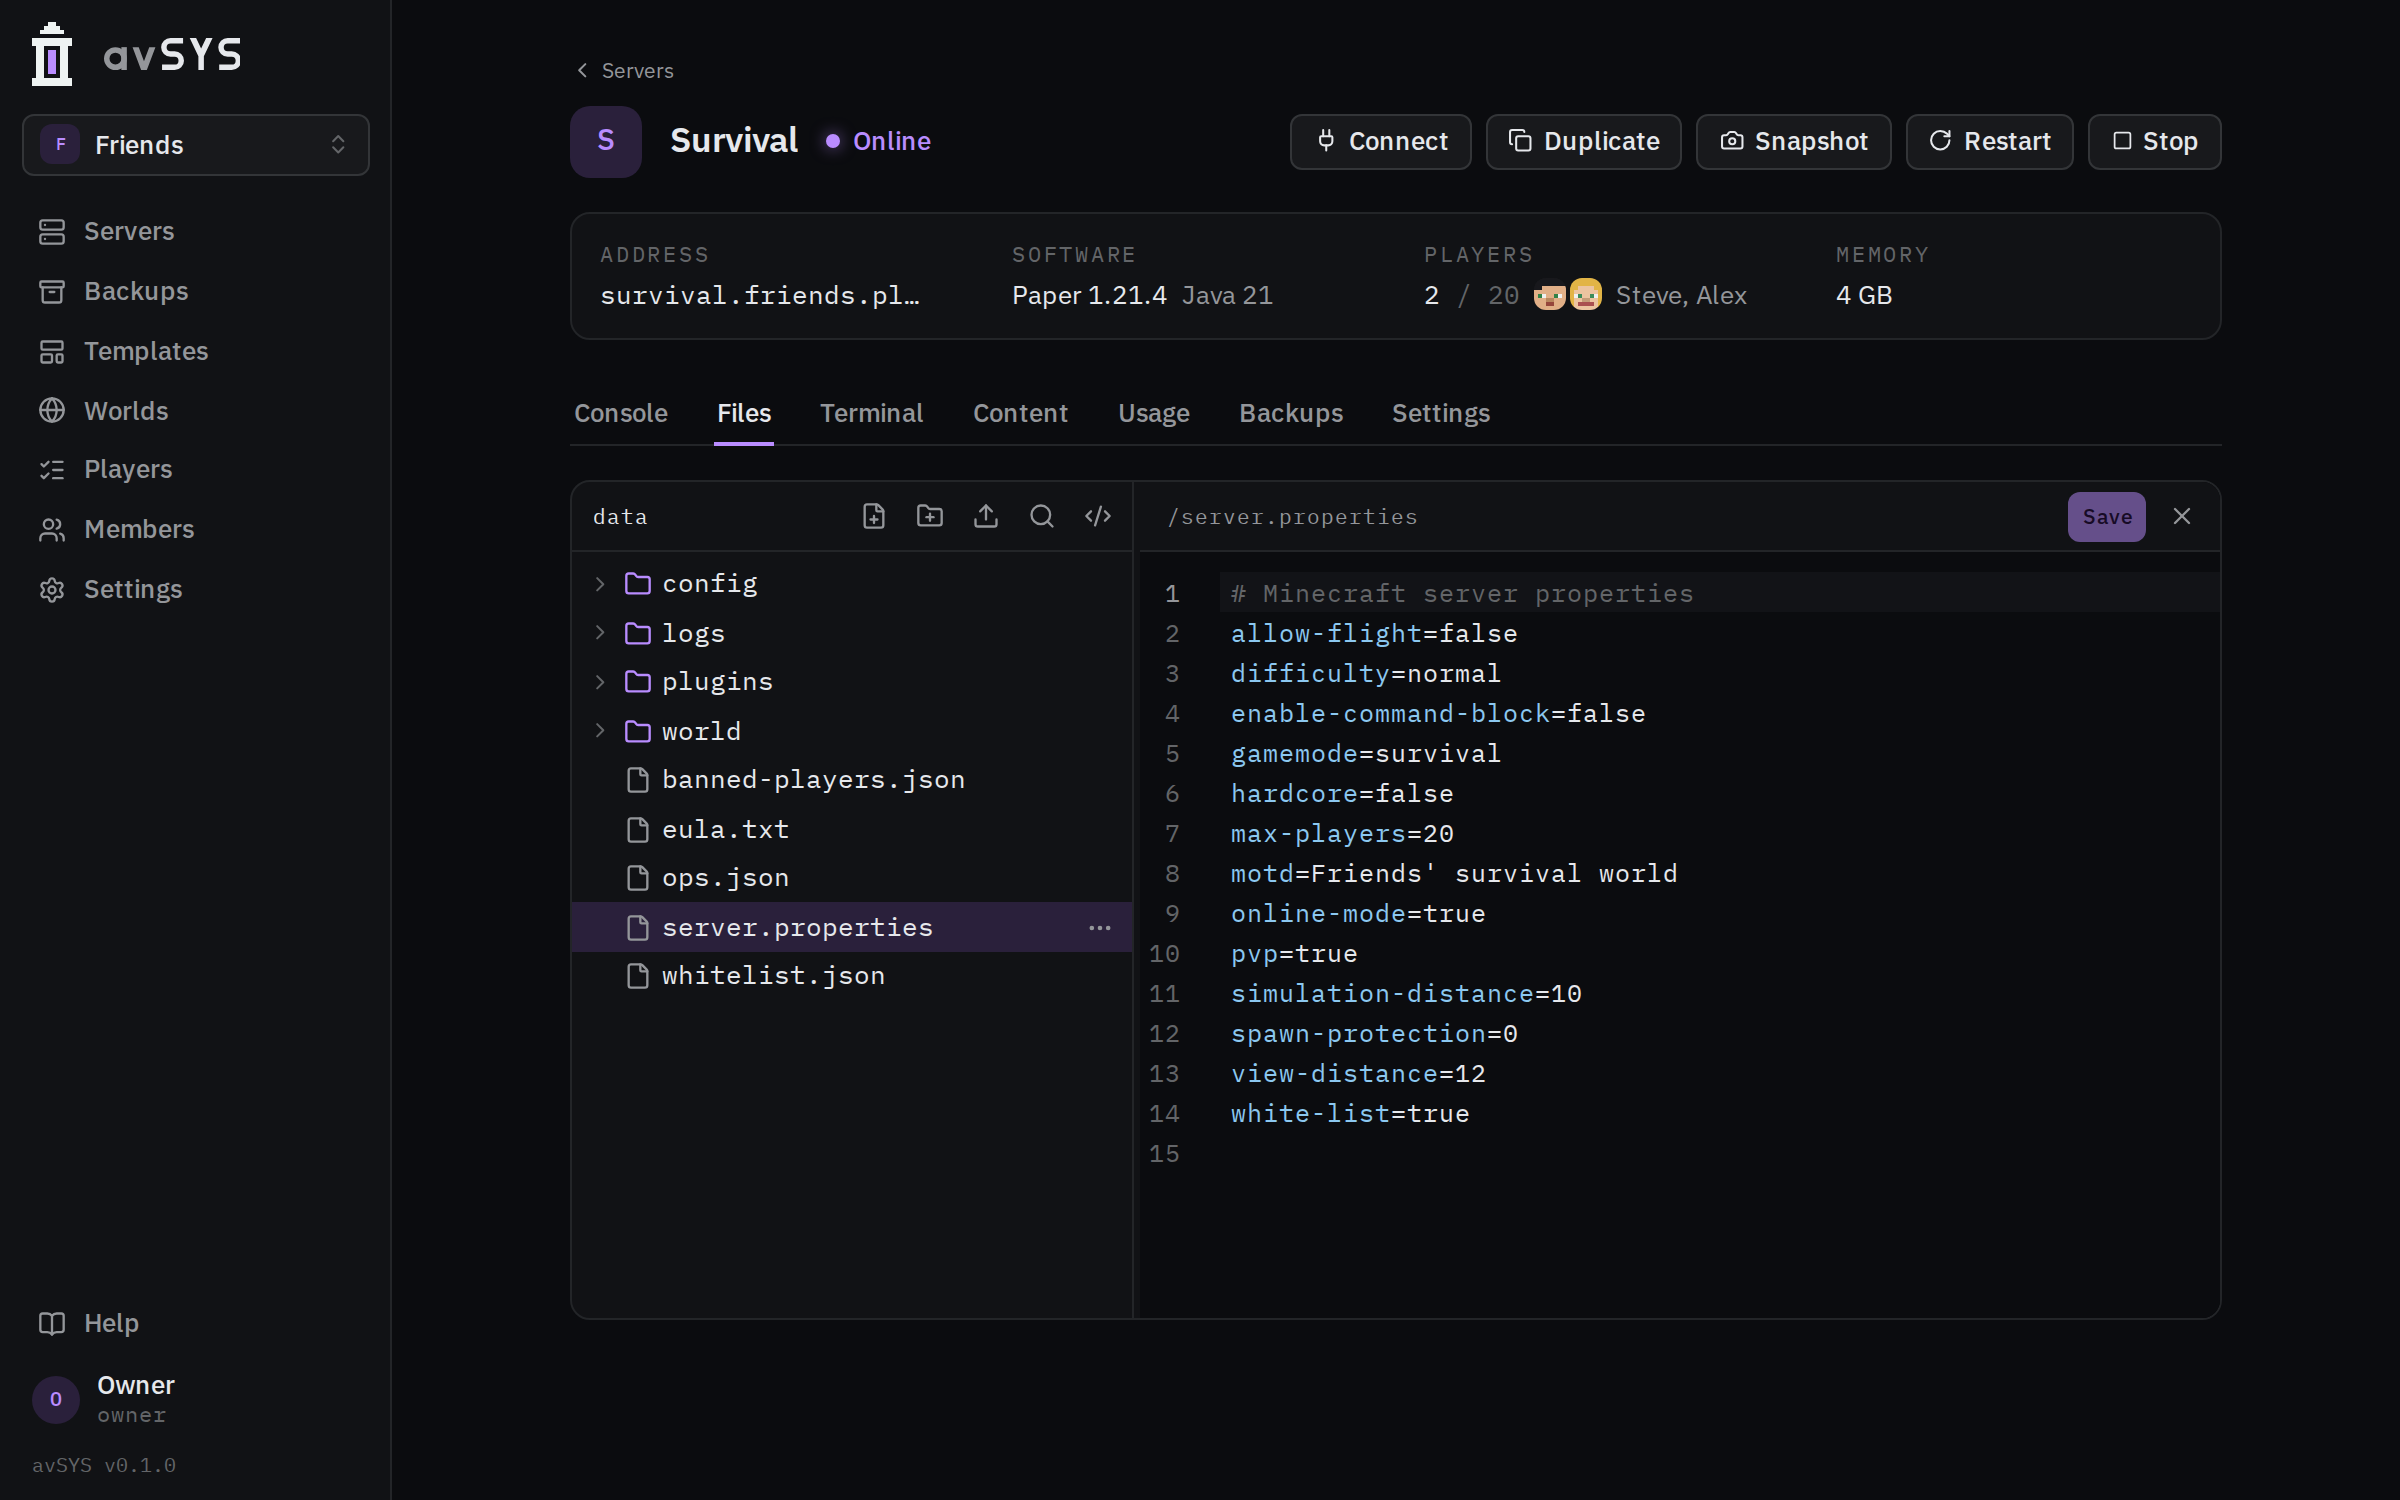 avSYS
F Friends
Servers
Backups
Templates
Worlds
Players
Members
Settings
Help
O Owner
owner
avSYS v0.1.0
Servers
S Survival Online
Connect Duplicate Snapshot Restart Stop
ADDRESS SOFTWARE PLAYERS MEMORY
survival.friends.pl… Paper 1.21.4 Java 21 2 / 20 Steve, Alex 4 GB
Console Files Terminal Content Usage Backups Settings
data
config
logs
plugins
world
banned-players.json
eula.txt
ops.json
server.properties
whitelist.json
/server.properties Save
1 # Minecraft server properties
2 allow-flight=false
3 difficulty=normal
4 enable-command-block=false
5 gamemode=survival
6 hardcore=false
7 max-players=20
8 motd=Friends' survival world
9 online-mode=true
10 pvp=true
11 simulation-distance=10
12 spawn-protection=0
13 view-distance=12
14 white-list=true
15